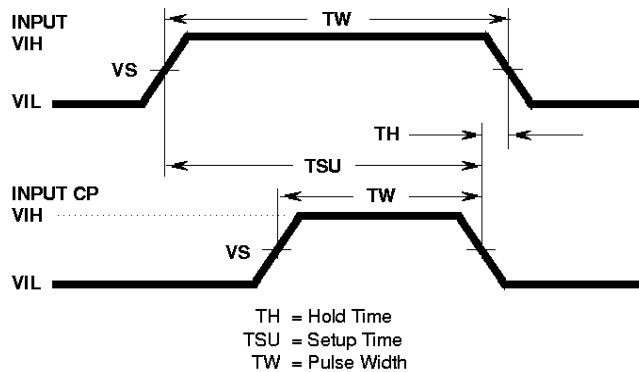 INPUT
VIH
TW
VS
VIL
TH
TSU
INPUT CP
VIH
TW
VS
VIL
TH = Hold Time
TSU = Setup Time
TW = Pulse Width